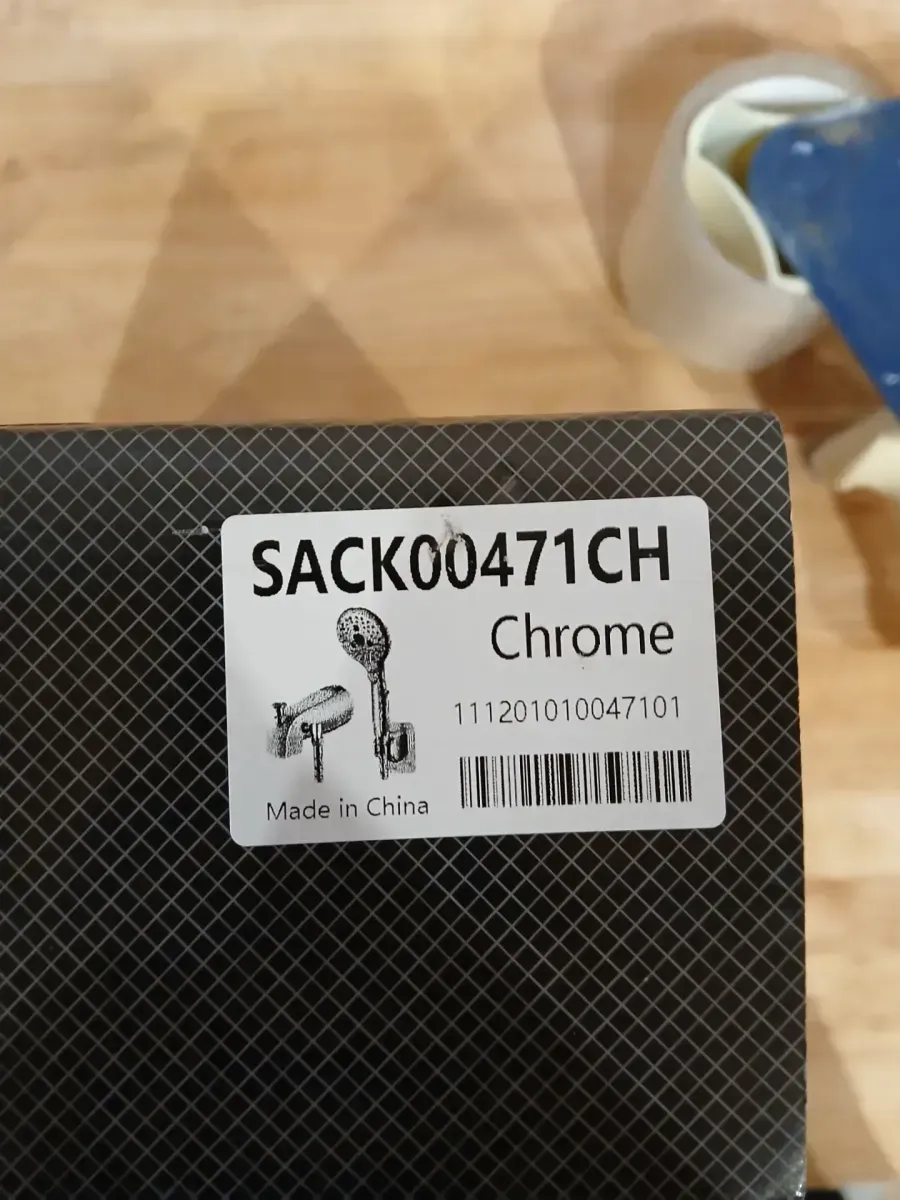 SACK00471CH
Chrome
111201010047101
Made in China